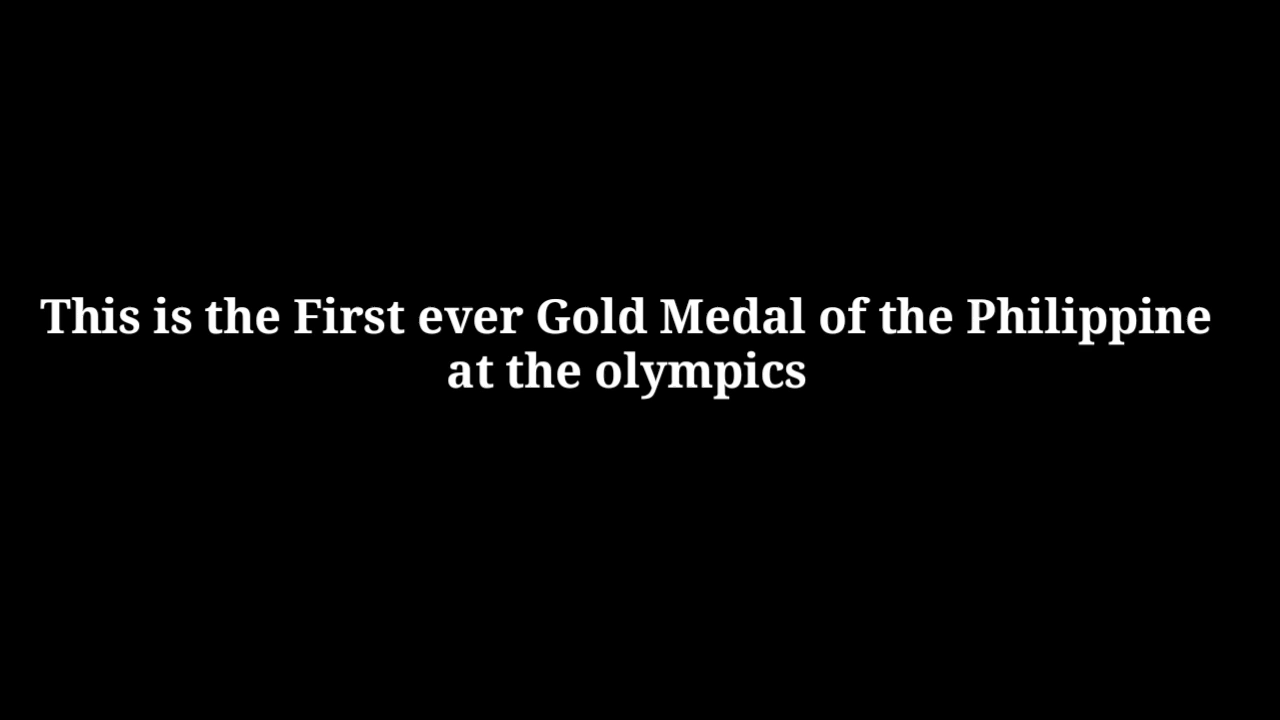 This is the First ever Gold Medal of the Philippine
at the olympics